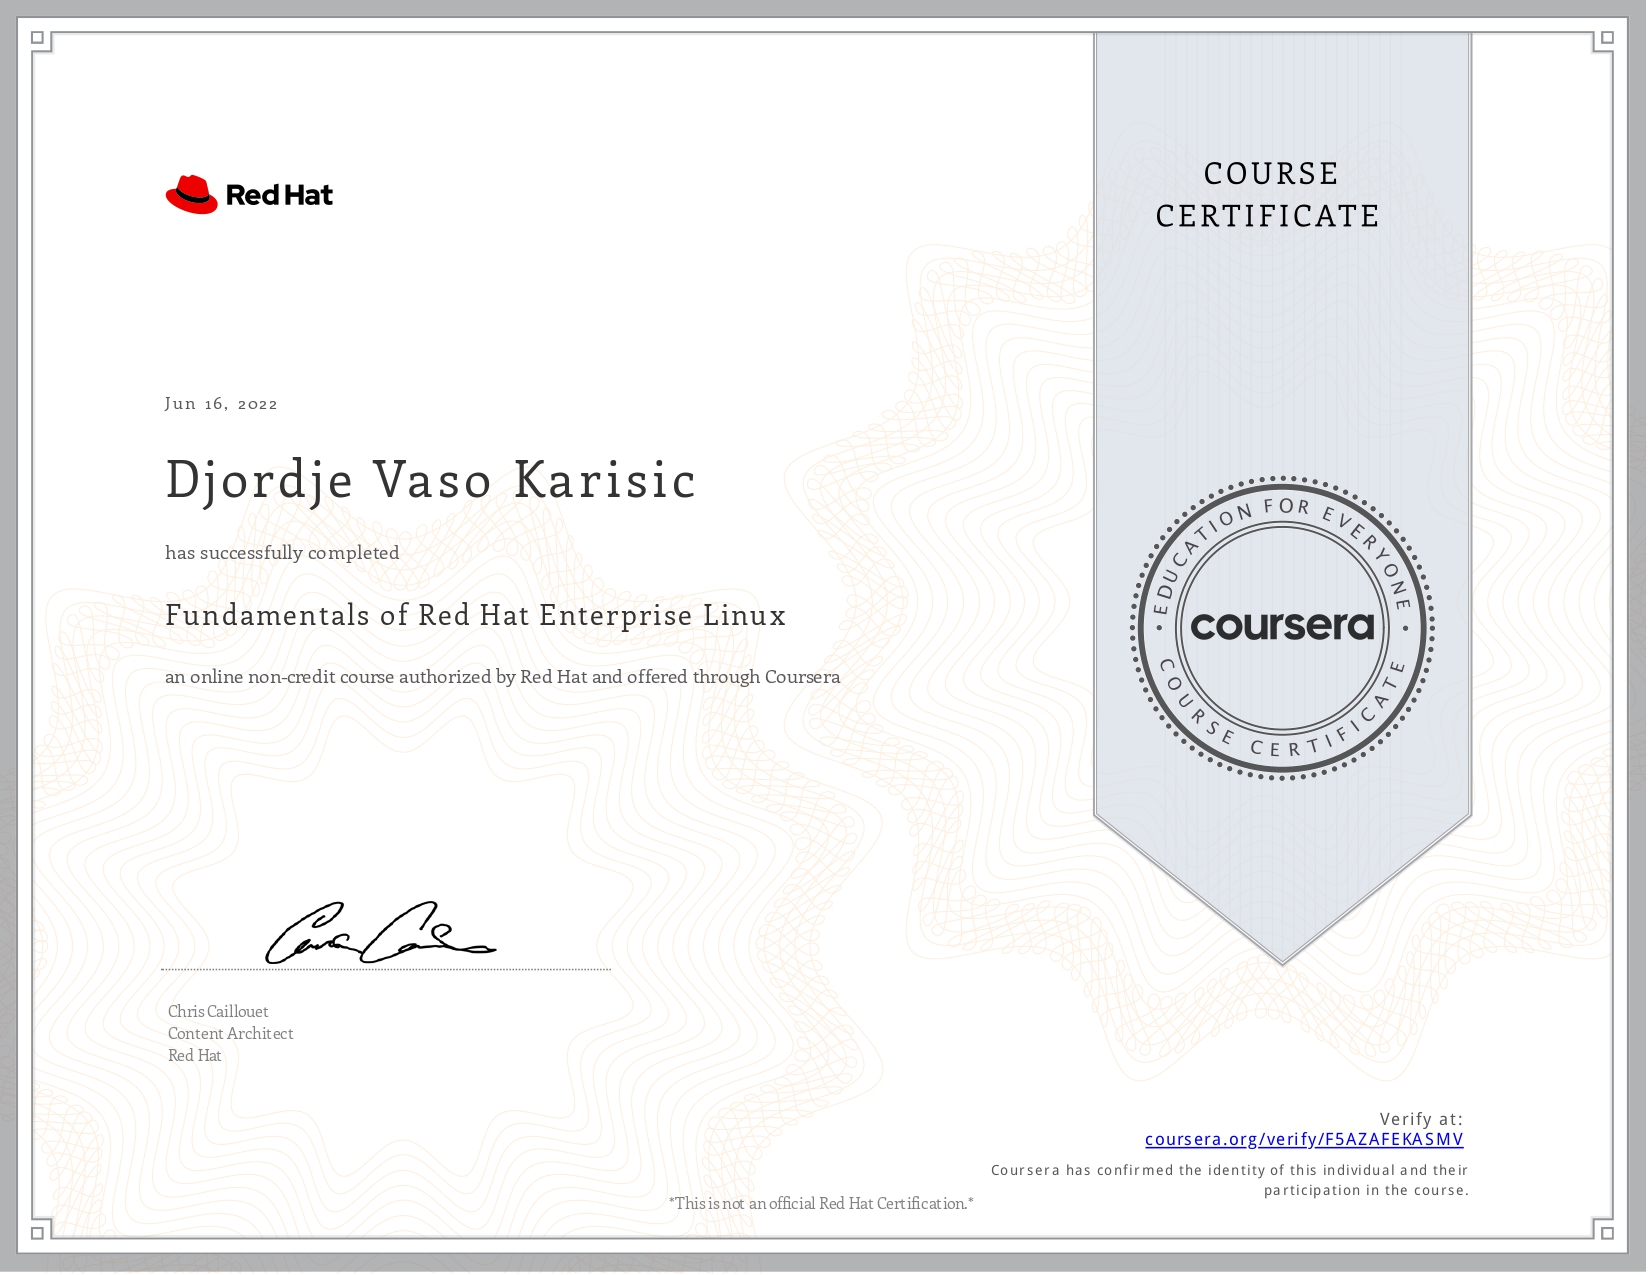 Red Hat
COURSE
CERTIFICATE
Jun 16, 2022
Djordje Vaso Karisic
has successfully completed
Fundamentals of Red Hat Enterprise Linux
an online non-credit course authorized by Red Hat and offered through Coursera
EDUCATION FOR EVERYONE
coursera
COURSE CERTIFICATE
Chris Caillouet
Content Architect
Red Hat
Verify at:
coursera.org/verify/F5AZAFEKASMV
Coursera has confirmed the identity of this individual and their
participation in the course.
*This is not an official Red Hat Certification.*